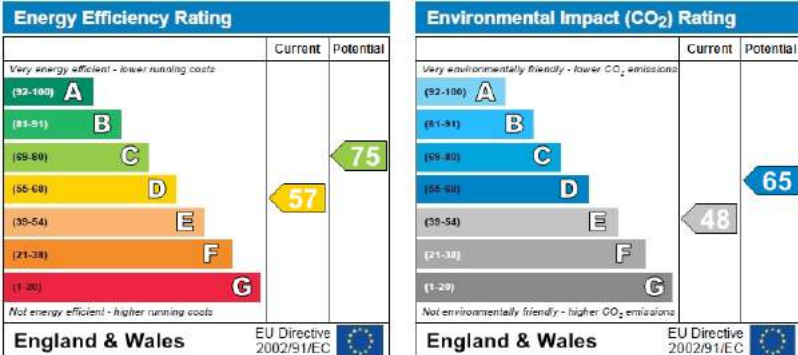 Energy Efficiency Rating
Current Potential
Very energy efficient - lower running costs
(92-100) A
(81-91) B
(69-80) C
(55-68) D
(39-54) E
(21-38) F
(1-20) G
57
75
Not energy efficient - higher running costs
England & Wales
EU Directive
2002/91/EC
Environmental Impact (CO₂) Rating
Current Potential
Very environmentally friendly - lower CO₂ emissions
(92-100) A
(81-91) B
(69-80) C
(55-68) D
(39-54) E
(21-38) F
(1-20) G
48
65
Not environmentally friendly - higher CO₂ emissions
England & Wales
EU Directive
2002/91/EC